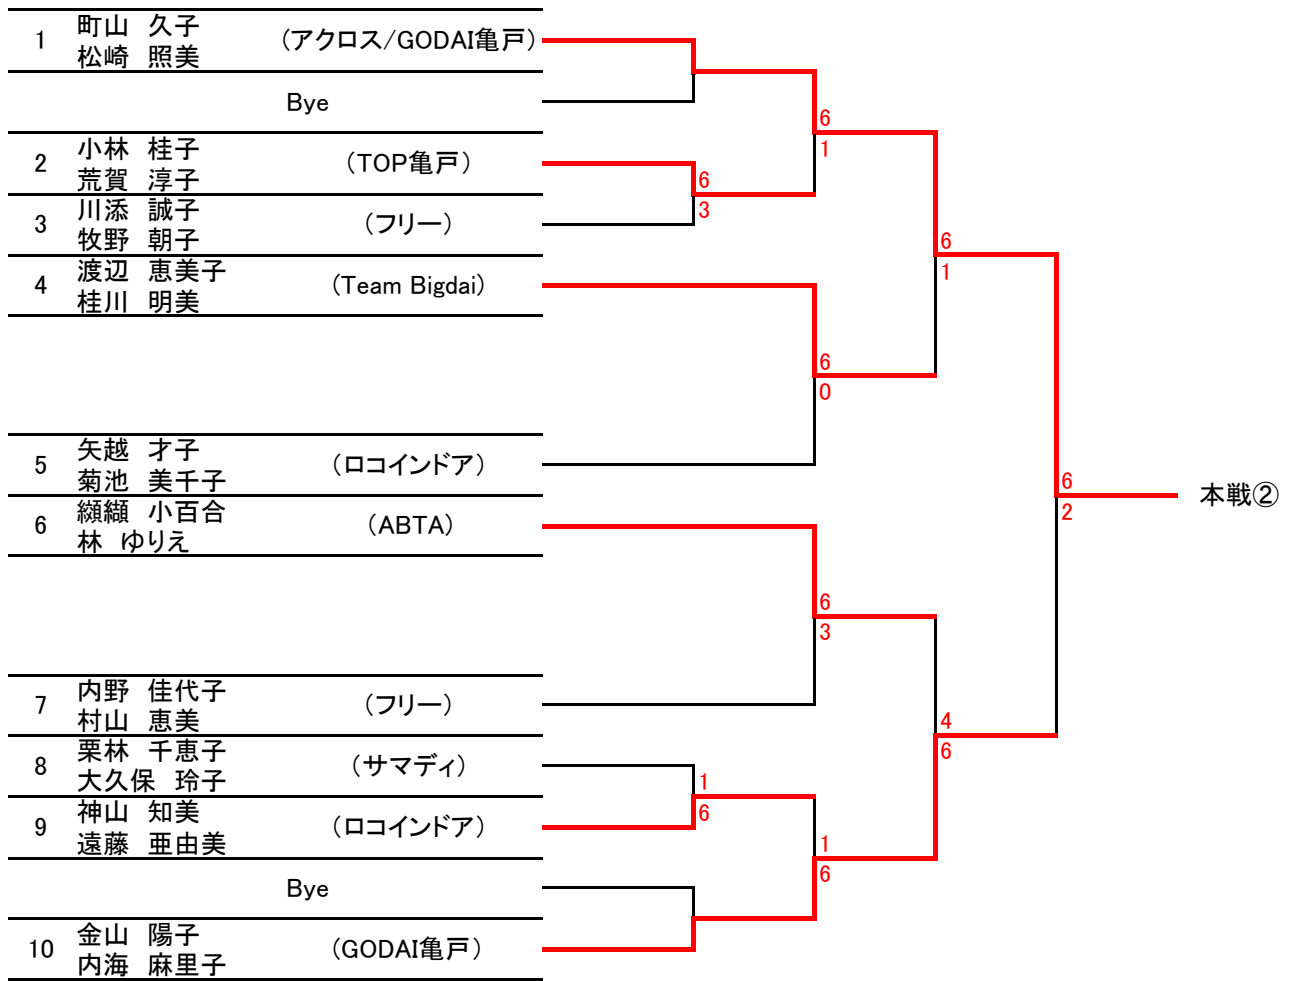 1 町山 久子 (アクロス/GODAI亀戸)
松崎 照美
Bye
2 小林 桂子 (TOP亀戸)
荒賀 淳子
3 川添 誠子 (フリー)
牧野 朝子
4 渡辺 恵美子 (Team Bigdai)
桂川 明美
5 矢越 才子 (ロコインドア)
菊池 美千子
6 纐纈 小百合 (ABTA)
林 ゆりえ
7 内野 佳代子 (フリー)
村山 恵美
8 栗林 千恵子 (サマディ)
大久保 玲子
9 神山 知美 (ロコインドア)
遠藤 亜由美
Bye
10 金山 陽子 (GODAI亀戸)
内海 麻里子
6
3
1
6
6
1
6
0
6
3
1
6
6
1
4
6
6
2
本戦②